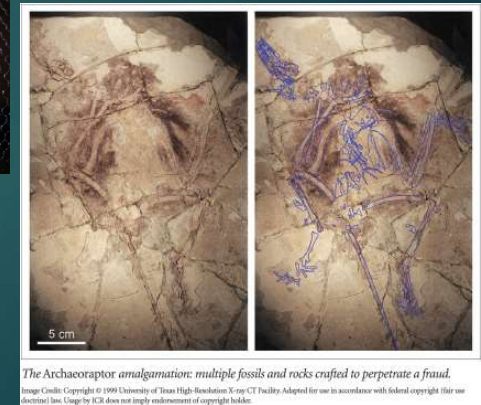 5 cm
The Archaeoraptor amalgamation: multiple fossils and rocks crafted to perpetrate a fraud.
Image Credit: Copyright © 1999 University of Texas High-Resolution X-ray CT Facility. Adapted for use in accordance with federal copyright (fair use
doctrine) law. Usage by ICR does not imply endorsement of copyright holder.